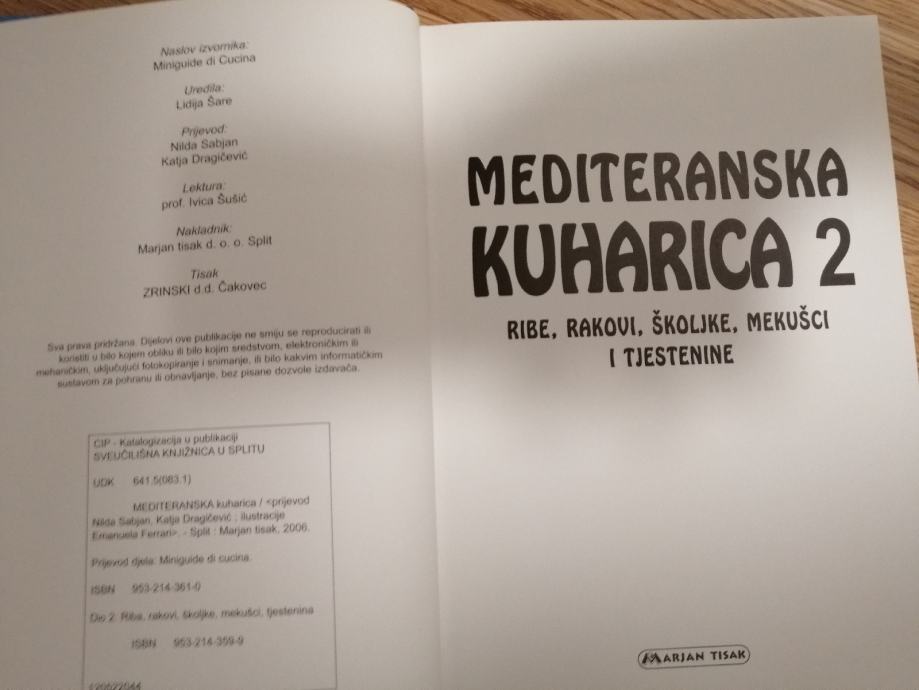 Naslov izvornika:
Miniguide di Cucina
Uredila:
Lidija Šare
Prijevod:
Nilda Sabjan
Katja Dragičević
Lektura:
prof. Ivica Šušić
Nakladnik:
Marjan tisak d. o. o. Split
Tisak
ZRINSKI d.d. Čakovec
Sva prava pridržana. Dijelovi ove publikacije ne smiju se reproducirati ili
koristiti u bilo kojem obliku ili bilo kojim sredstvom, elektroničkim ili
mehaničkim, uključujući fotokopiranje i snimanje, ili bilo kakvim informatičkim
sustavom za pohranu ili obnavljanje, bez pisane dozvole izdavača.
CIP - Katalogizacija u publikaciji
SVEUČILIŠNA KNJIŽNICA U SPLITU
UDK 641.5(083.1)
MEDITERANSKA kuharica / <prijevod
Nilda Sabjan, Katja Dragičević ; ilustracije
Emanuela Ferrari>. - Split : Marjan tisak, 2006.
Prijevod djela: Miniguide di cucina.
ISBN 953-214-361-0
Dio 2: Riba, rakovi, školjke, mekušci, tjestenina
ISBN 953-214-359-9
MEDITERANSKA
KUHARICA 2
RIBE, RAKOVI, ŠKOLJKE, MEKUŠCI
I TJESTENINE
MARJAN TISAK